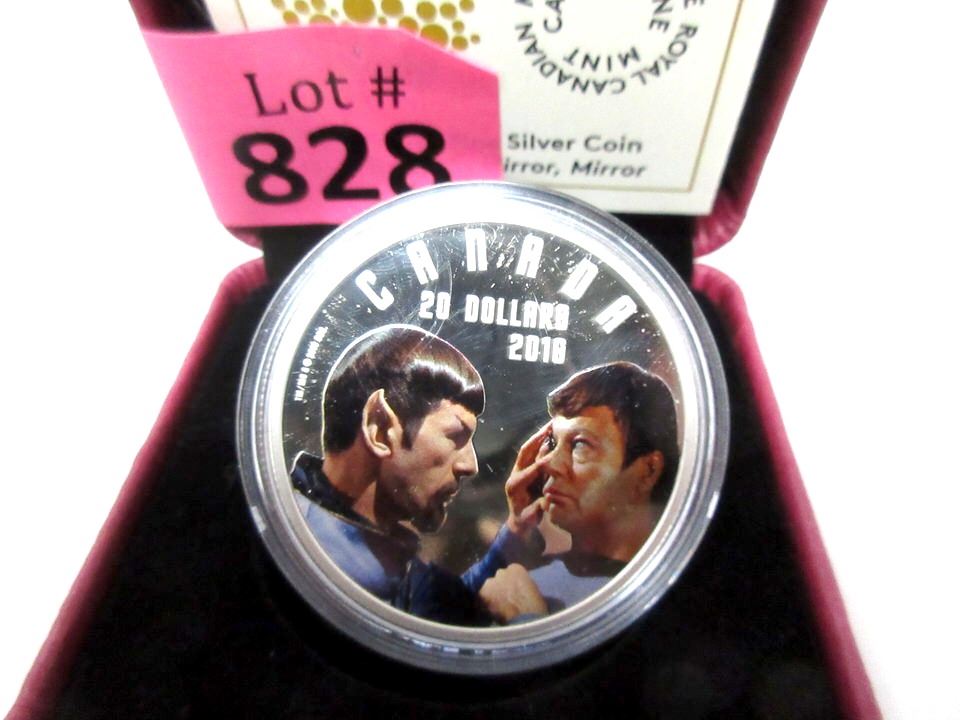 Lot #
828
ROYAL CANADIAN MINT
Silver Coin
irror, Mirror
CANADA
20 DOLLARS
2016